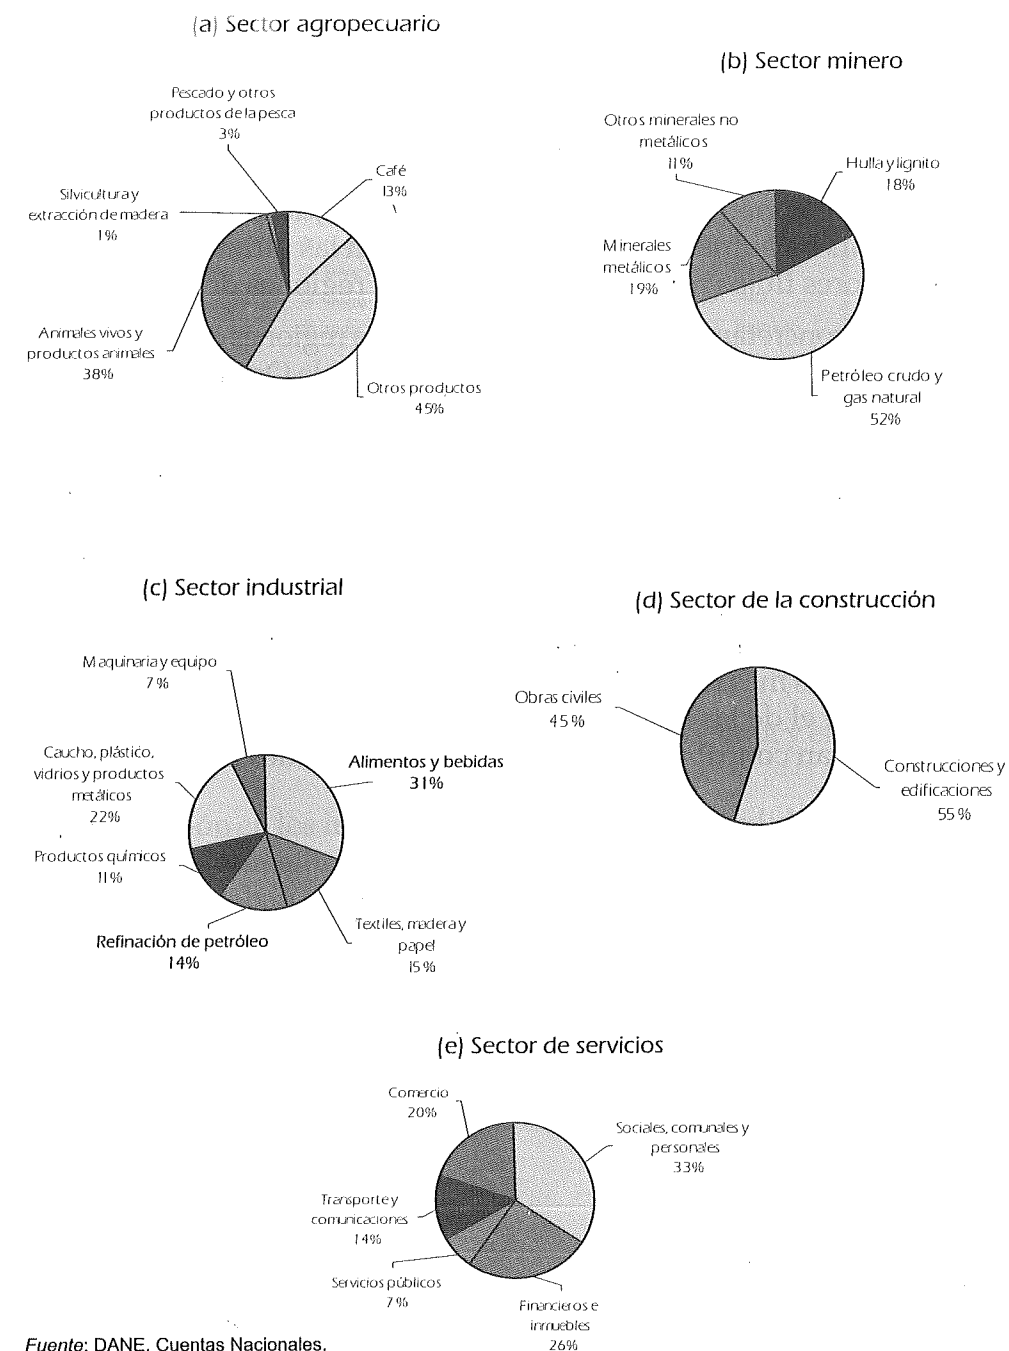 (a) Sector agropecuario
Pescado y otros
productos de la pesca
3%
Café
13%
Silvicultura y
extracción de madera
1%
Animales vivos y
productos animales
38%
Otros productos
45%
(b) Sector minero
Otros minerales no
metálicos
11%
Hulla y lignito
18%
Minerales
metálicos
19%
Petróleo crudo y
gas natural
52%
(c) Sector industrial
Maquinaria y equipo
7%
Caucho, plástico,
vidrios y productos
metálicos
22%
Alimentos y bebidas
31%
Productos químicos
11%
Refinación de petróleo
14%
Textiles, madera y
papel
15%
(d) Sector de la construcción
Obras civiles
45%
Construcciones y
edificaciones
55%
(e) Sector de servicios
Comercio
20%
Sociales, comunales y
personales
33%
Transporte y
comunicaciones
14%
Servicios públicos
7%
Financieros e
inmuebles
26%
Fuente: DANE, Cuentas Nacionales.